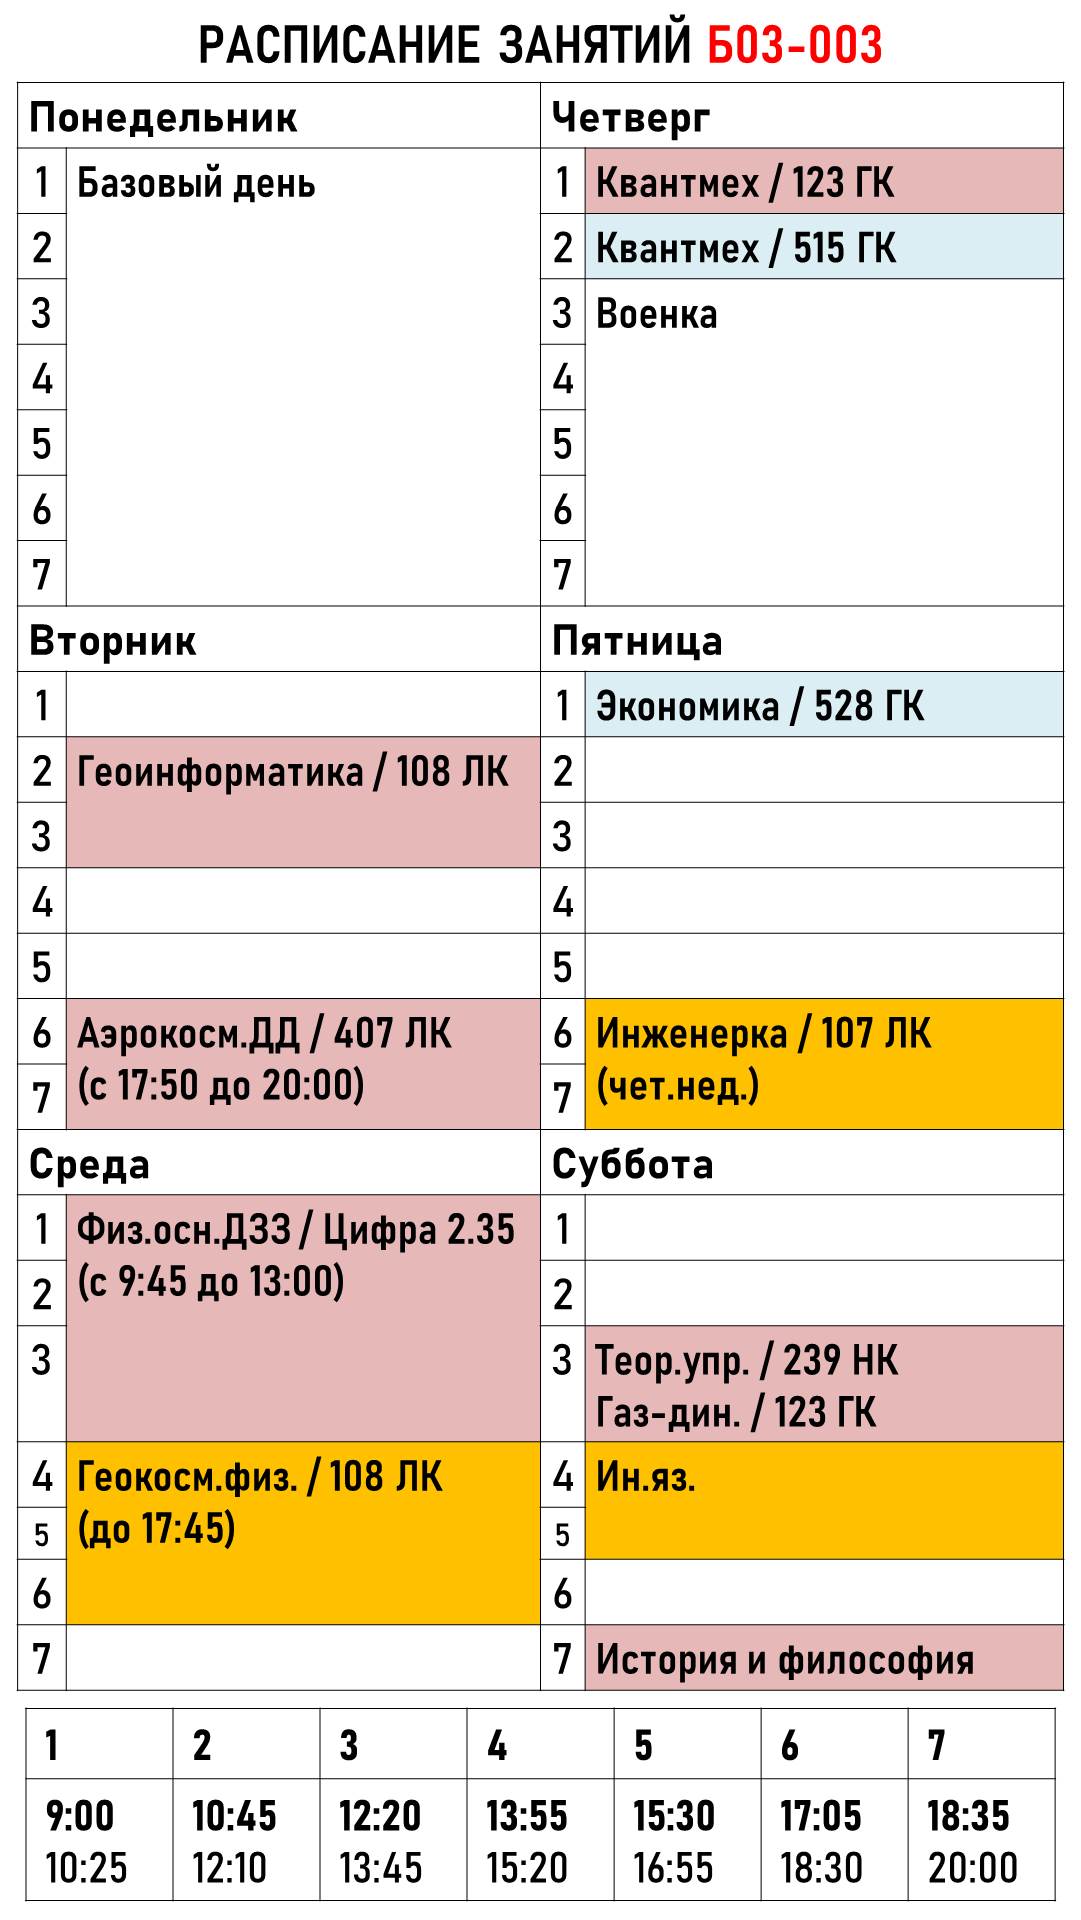 РАСПИСАНИЕ ЗАНЯТИЙ Б03-003
Понедельник
1 Базовый день
2
3
4
5
6
7
Вторник
1
2 Геоинформатика / 108 ЛК
3
4
5
6 Аэрокосм.ДД / 407 ЛК
(с 17:50 до 20:00)
7
Среда
1 Физ.осн.ДЗЗ / Цифра 2.35
(с 9:45 до 13:00)
2
3
4 Геокосм.физ. / 108 ЛК
(до 17:45)
5
6
7
Четверг
1 Квантмех / 123 ГК
2 Квантмех / 515 ГК
3 Военка
4
5
6
7
Пятница
1 Экономика / 528 ГК
2
3
4
5
6 Инженерка / 107 ЛК
(чет.нед.)
7
Суббота
1
2
3 Теор.упр. / 239 НК
Газ-дин. / 123 ГК
4 Ин.яз.
5
6
7 История и философия
1 2 3 4 5 6 7
9:00 10:45 12:20 13:55 15:30 17:05 18:35
10:25 12:10 13:45 15:20 16:55 18:30 20:00